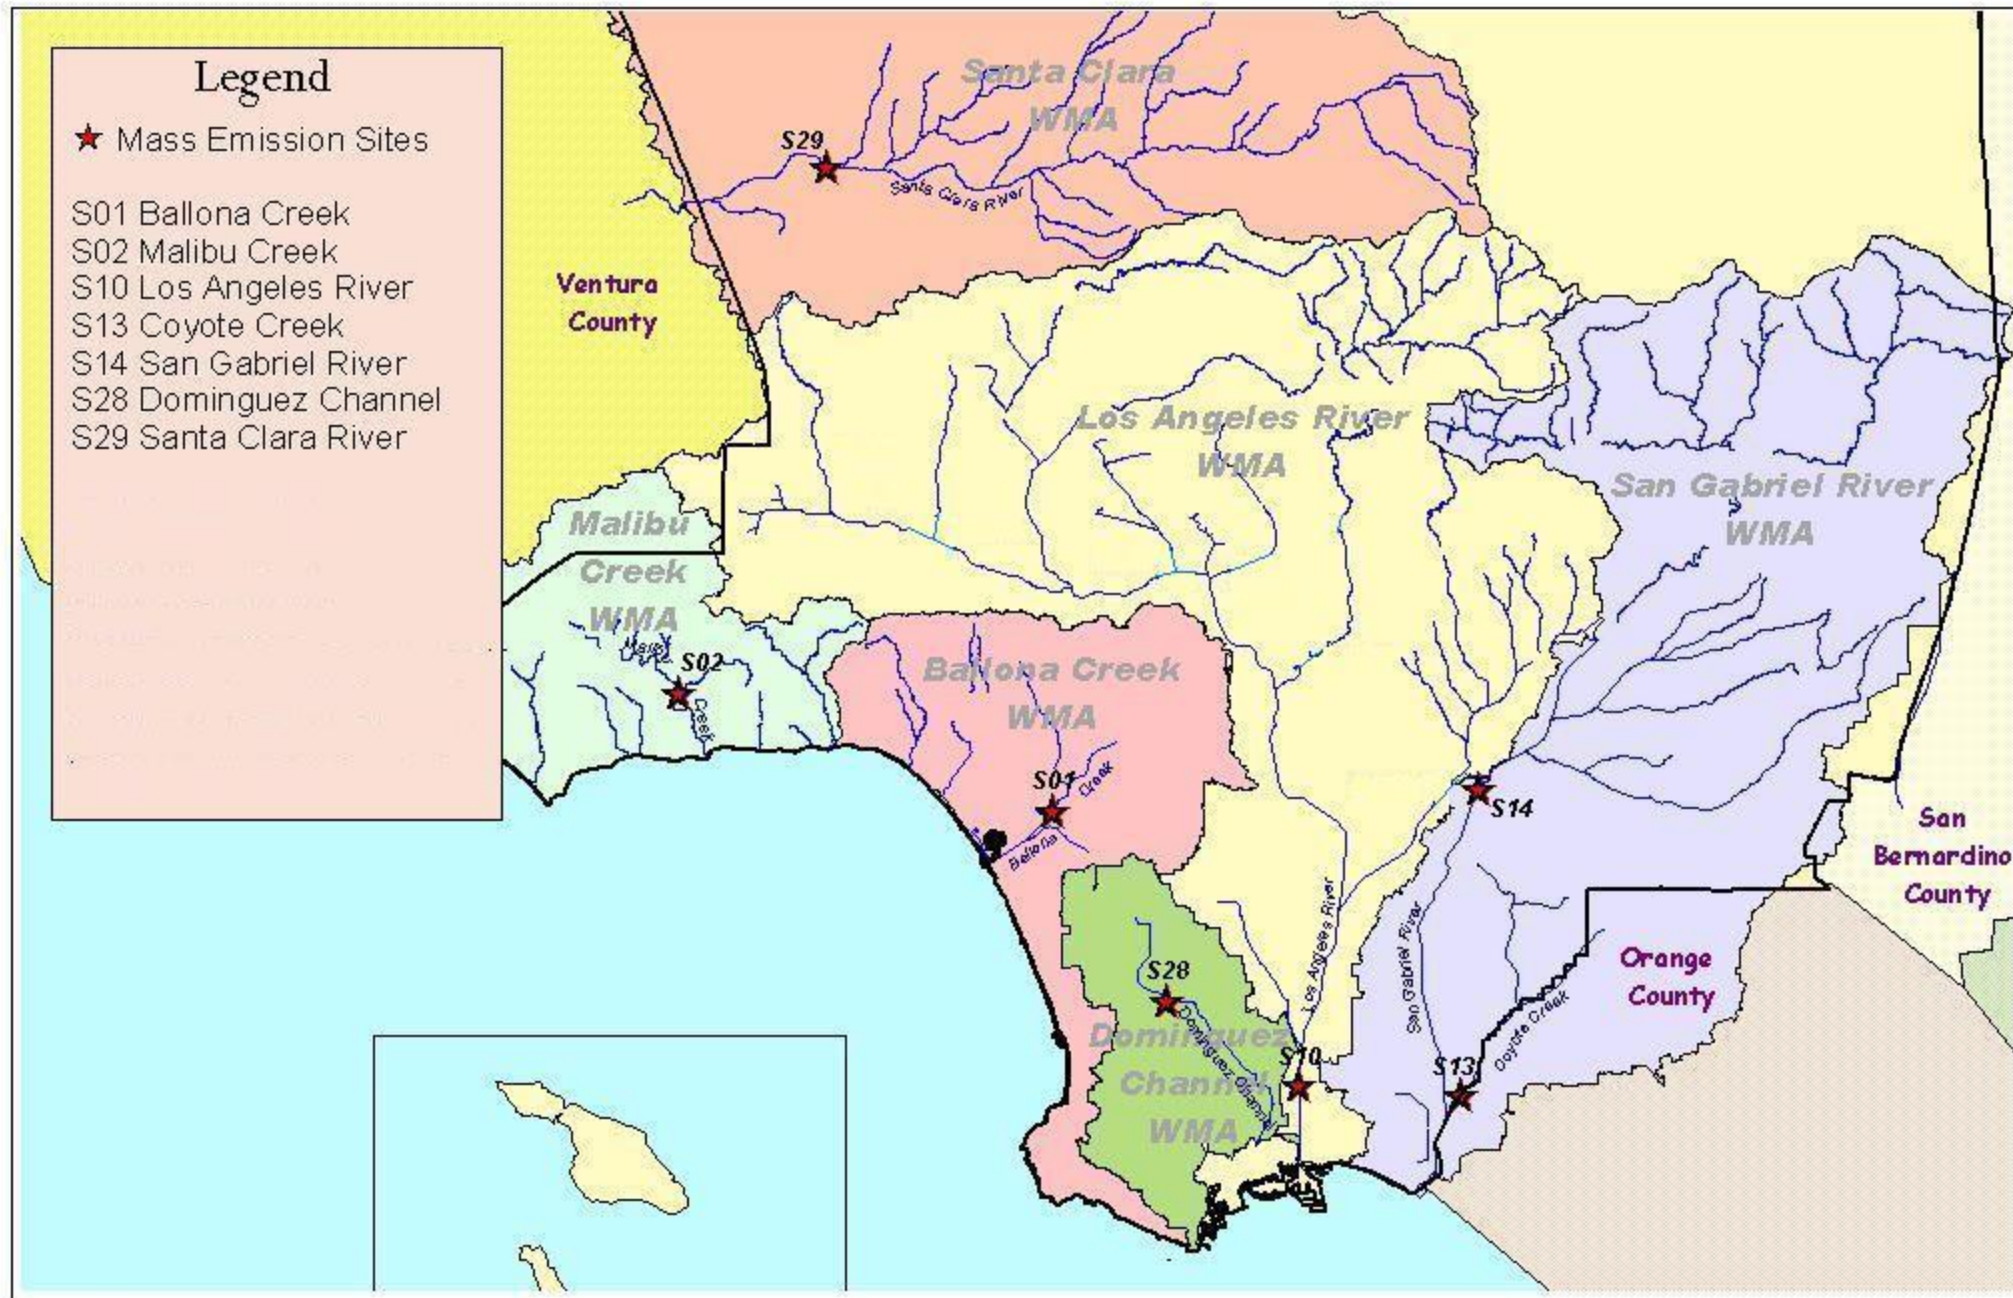 Legend
Mass Emission Sites
S01 Ballona Creek
S02 Malibu Creek
S10 Los Angeles River
S13 Coyote Creek
S14 San Gabriel River
S28 Dominguez Channel
S29 Santa Clara River
Santa Clara
WMA
S29
Santa Clara River
Ventura
County
Los Angeles River
WMA
San Gabriel River
WMA
Malibu
Creek
WMA
Malibu
S02
Creek
Ballona Creek
WMA
S01
Creek
Ballona
S14
San
Bernardino
County
Los Angeles River
San Gabriel River
Orange
County
S28
Dominguez
Channel
WMA
Dominguez Channel
S10
S13
Coyote Creek